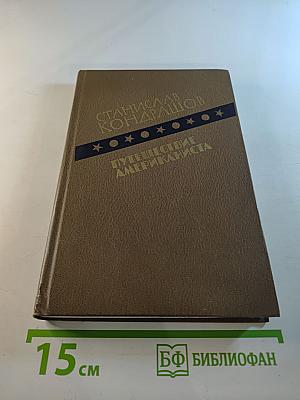 СТАНИСЛАВ
КОНДРАШОВ
ПУТЕШЕСТВИЕ
АМЕРИКАНИСТА
15 см
БФ БИБЛИОФАН